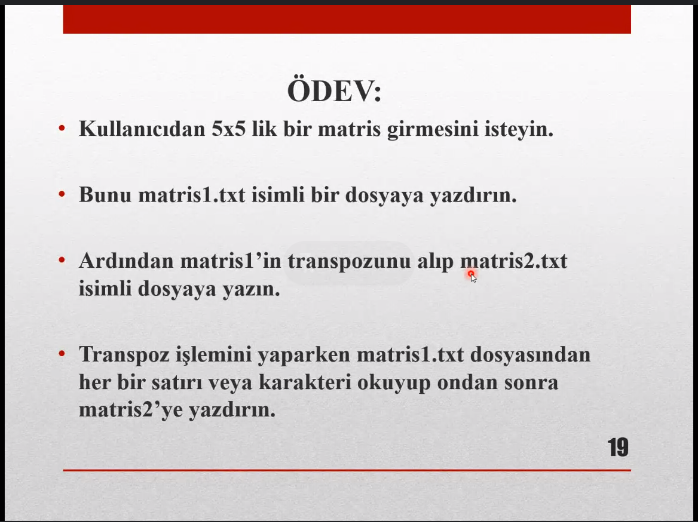 ÖDEV:
• Kullanıcıdan 5x5 lik bir matris girmesini isteyin.
• Bunu matris1.txt isimli bir dosyaya yazdırın.
• Ardından matris1’in transpozunu alıp matris2.txt
isimli dosyaya yazın.
• Transpoz işlemini yaparken matris1.txt dosyasından
her bir satırı veya karakteri okuyup ondan sonra
matris2’ye yazdırın.
19